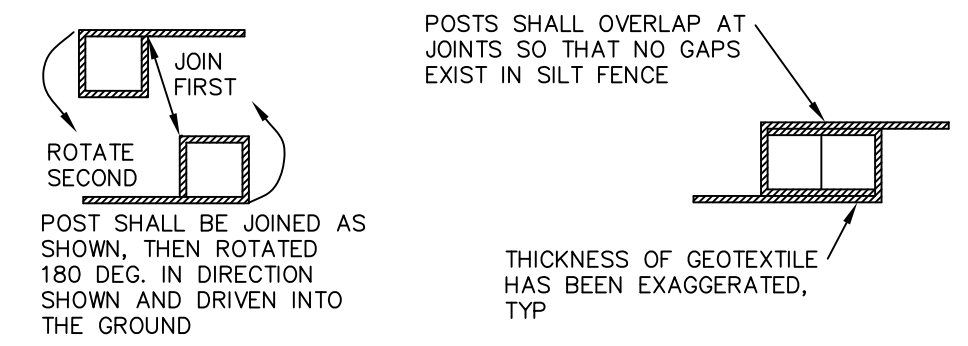 JOIN
FIRST
ROTATE
SECOND
POST SHALL BE JOINED AS
SHOWN, THEN ROTATED
180 DEG. IN DIRECTION
SHOWN AND DRIVEN INTO
THE GROUND
POSTS SHALL OVERLAP AT
JOINTS SO THAT NO GAPS
EXIST IN SILT FENCE
THICKNESS OF GEOTEXTILE
HAS BEEN EXAGGERATED,
TYP